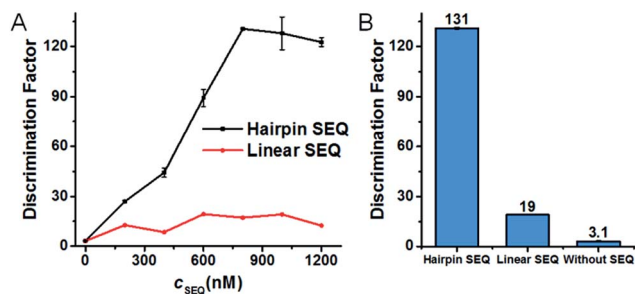 A
Discrimination Factor
120
90
60
30
0
Hairpin SEQ
Linear SEQ
0 300 600 900 1200
cSEQ(nM)
B
Discrimination Factor
120
90
60
30
0
131
19
3.1
Hairpin SEQ Linear SEQ Without SEQ